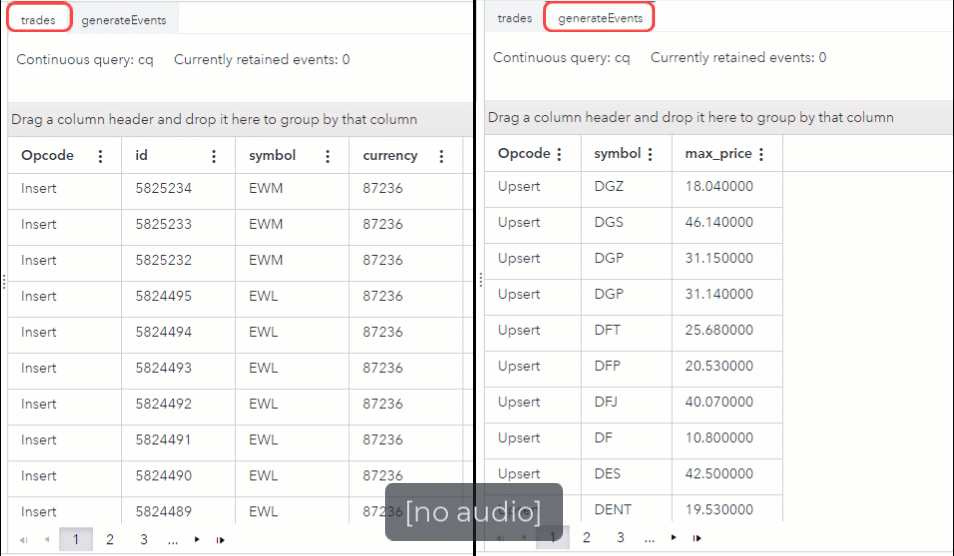 trades generateEvents
Continuous query: cq Currently retained events: 0
Drag a column header and drop it here to group by that column
Opcode id symbol currency
Insert 5825234 EWM 87236
Insert 5825233 EWM 87236
Insert 5825232 EWM 87236
Insert 5824495 EWL 87236
Insert 5824494 EWL 87236
Insert 5824493 EWL 87236
Insert 5824492 EWL 87236
Insert 5824491 EWL 87236
Insert 5824490 EWL 87236
Insert 5824489 EWL 87236
1 2 3 ...
trades generateEvents
Continuous query: cq Currently retained events: 0
Drag a column header and drop it here to group by that column
Opcode symbol max_price
Upsert DGZ 18.040000
Upsert DGS 46.140000
Upsert DGP 31.150000
Upsert DGP 31.140000
Upsert DFT 25.680000
Upsert DFP 20.530000
Upsert DFJ 40.070000
Upsert DF 10.800000
Upsert DES 42.500000
Upsert DENT 19.530000
1 2 3 ...
[no audio]